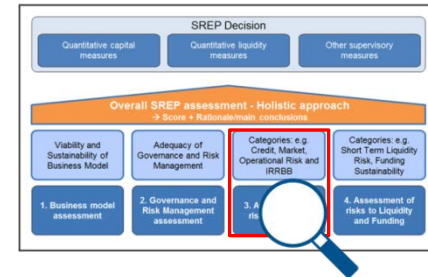 SREP Decision
Quantitative capital
measures
Quantitative liquidity
measures
Other supervisory
measures
Overall SREP assessment - Holistic approach
→ Score + Rationale/main conclusions
Viability and
Sustainability of
Business Model
Adequacy of
Governance and Risk
Management
Categories: e.g.
Credit, Market,
Operational Risk and
IRRBB
Categories: e.g.
Short Term Liquidity
Risk, Funding
Sustainability
1. Business model
assessment
2. Governance and
Risk Management
assessment
3. A
4. Assessment of
risks to Liquidity
and Funding